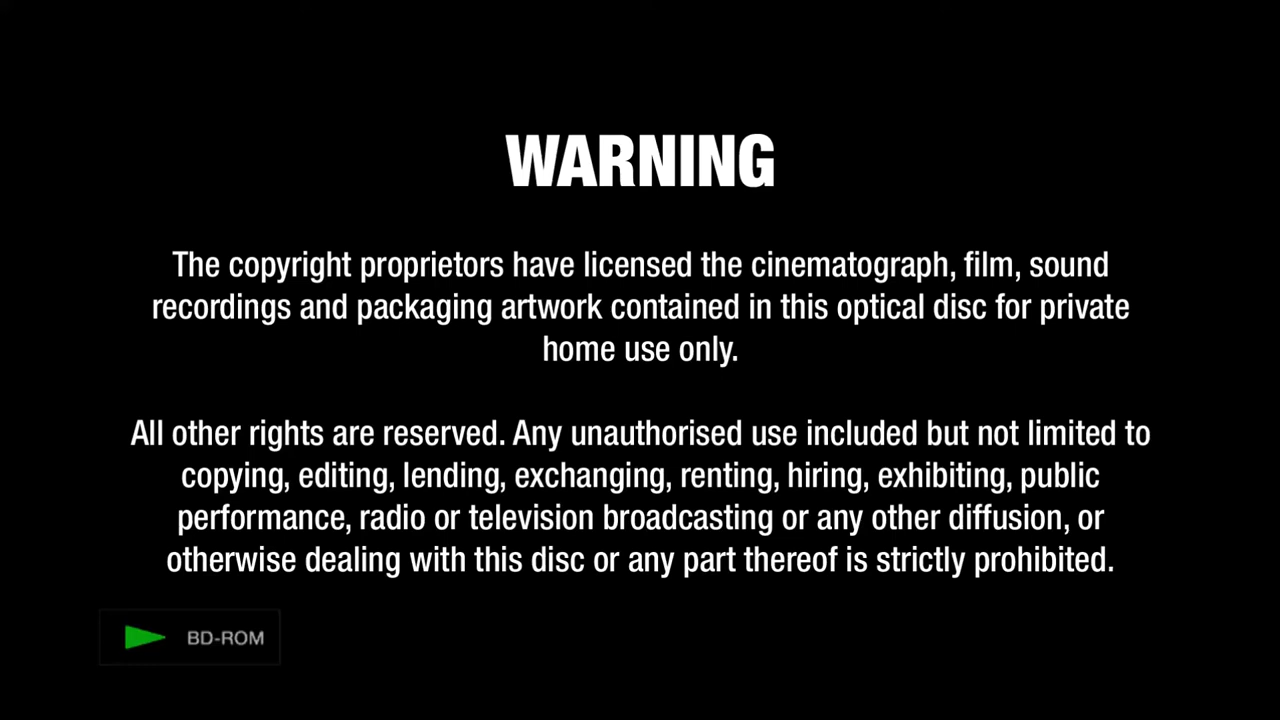 WARNING
The copyright proprietors have licensed the cinematograph, film, sound
recordings and packaging artwork contained in this optical disc for private
home use only.
All other rights are reserved. Any unauthorised use included but not limited to
copying, editing, lending, exchanging, renting, hiring, exhibiting, public
performance, radio or television broadcasting or any other diffusion, or
otherwise dealing with this disc or any part thereof is strictly prohibited.
BD-ROM